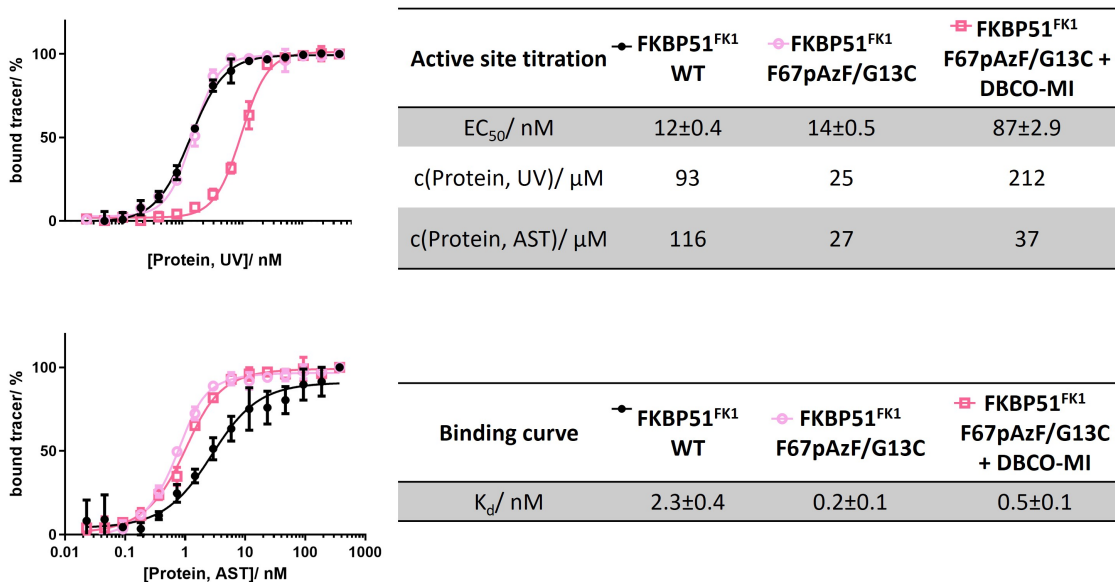 100
50
0
bound tracer/ %
[Protein, UV]/ nM
Active site titration
FKBP51ᶠᴷ¹
WT
FKBP51ᶠᴷ¹
F67pAzF/G13C
FKBP51ᶠᴷ¹
F67pAzF/G13C +
DBCO-MI
EC₅₀/ nM 12±0.4 14±0.5 87±2.9
c(Protein, UV)/ μM 93 25 212
c(Protein, AST)/ μM 116 27 37
100
50
0
bound tracer/ %
0.01 0.1 1 10 100 1000
[Protein, AST]/ nM
Binding curve
FKBP51ᶠᴷ¹
WT
FKBP51ᶠᴷ¹
F67pAzF/G13C
FKBP51ᶠᴷ¹
F67pAzF/G13C
+ DBCO-MI
K_d/ nM 2.3±0.4 0.2±0.1 0.5±0.1